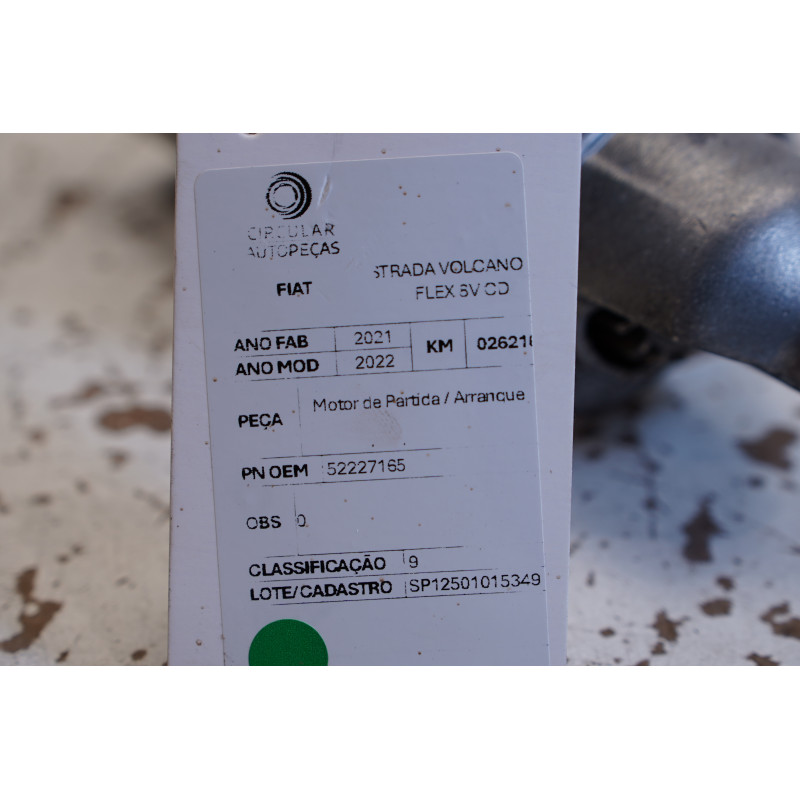 CIRCULAR
AUTOPEÇAS
FIAT
STRADA VOLCANO
FLEX 8V CD
ANO FAB 2021
ANO MOD 2022
KM
PEÇA Motor de Partida / Arranque
PN OEM 52227165
OBS 0
CLASSIFICAÇÃO 9
LOTE/CADASTRO SP12501015349